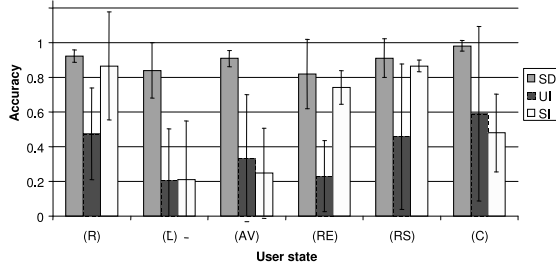 1
0.8
0.6
0.4
0.2
0
Accuracy
SD
UI
SI
(R) (L) (AV) (RE) (RS) (C)
User state